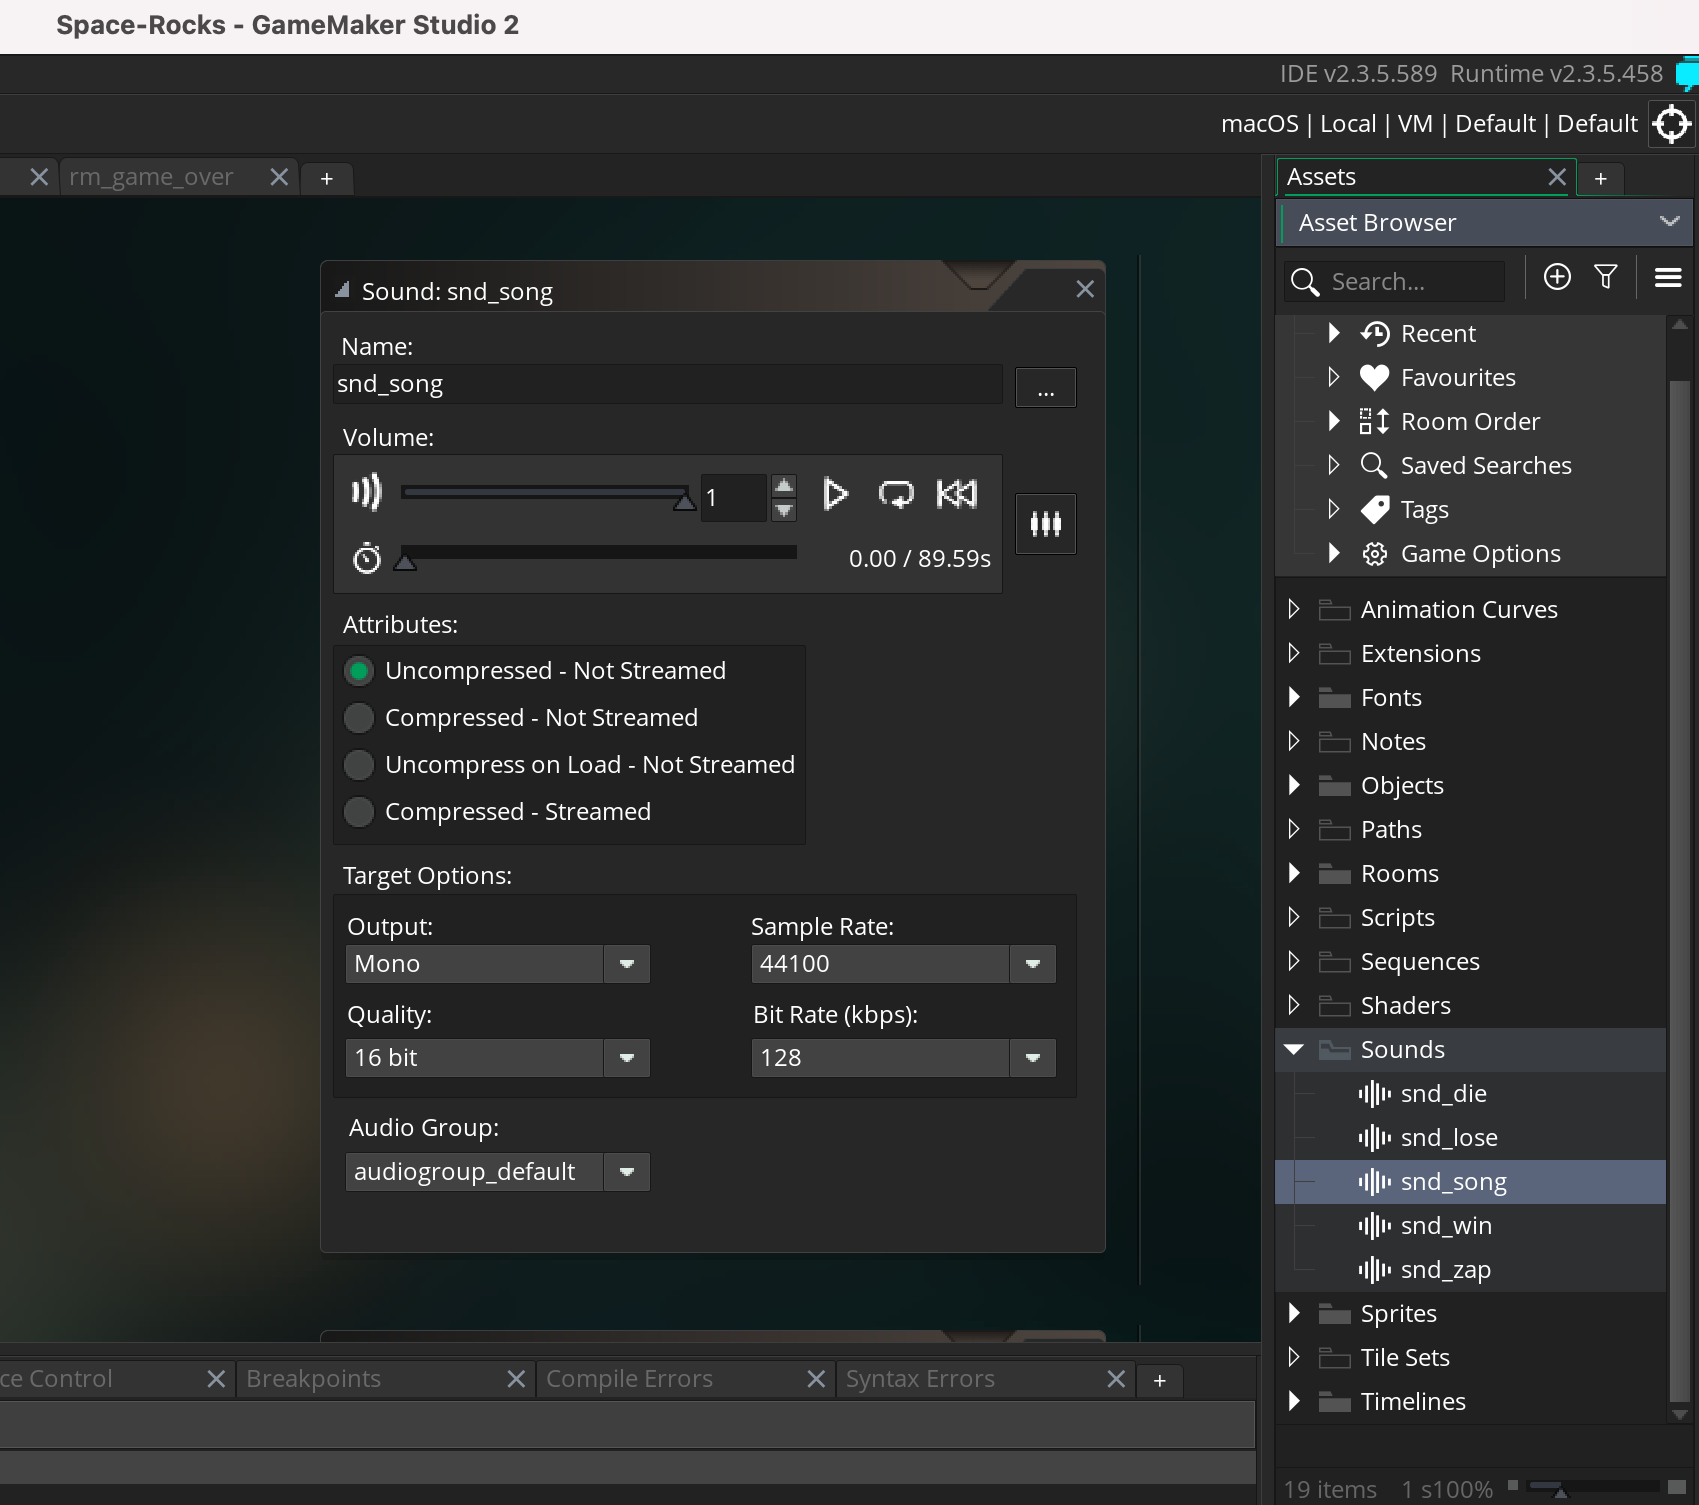 Space-Rocks - GameMaker Studio 2
IDE v2.3.5.589 Runtime v2.3.5.458
macOS | Local | VM | Default | Default
rm_game_over
+
Sound: snd_song
Name:
snd_song
...
Volume:
1
0.00 / 89.59s
Attributes:
Uncompressed - Not Streamed
Compressed - Not Streamed
Uncompress on Load - Not Streamed
Compressed - Streamed
Target Options:
Output:
Sample Rate:
Mono
44100
Quality:
Bit Rate (kbps):
16 bit
128
Audio Group:
audiogroup_default
ce Control
Breakpoints
Compile Errors
Syntax Errors
+
Assets
+
Asset Browser
Search...
Recent
Favourites
Room Order
Saved Searches
Tags
Game Options
Animation Curves
Extensions
Fonts
Notes
Objects
Paths
Rooms
Scripts
Sequences
Shaders
Sounds
snd_die
snd_lose
snd_song
snd_win
snd_zap
Sprites
Tile Sets
Timelines
19 items 1 s100%